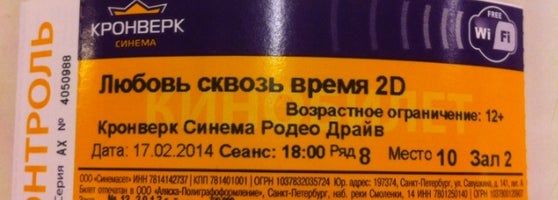 КРОНВЕРК
СИНЕМА
FREE
Wi Fi
КОНТРОЛЬ
Серия АХ № 4050988
Любовь сквозь время 2D
КИНОБИЛЕТ
Возрастное ограничение: 12+
Кронверк Синема Родео Драйв
Дата: 17.02.2014 Сеанс: 18:00 Ряд 8 Место 10 Зал 2
ООО «Синемасет» ИНН 7814142737 | КПП 781401001 | ОГРН 1037832035724 Юр. адрес: 197374, Санкт-Петербург, ул. Савушкина, д. 141,
Билет отпечатан в ООО «Аляска-Полиграфоформление», Санкт-Петербург, наб. реки Смоленки, 14 ИНН 7801250140 | ОГРН